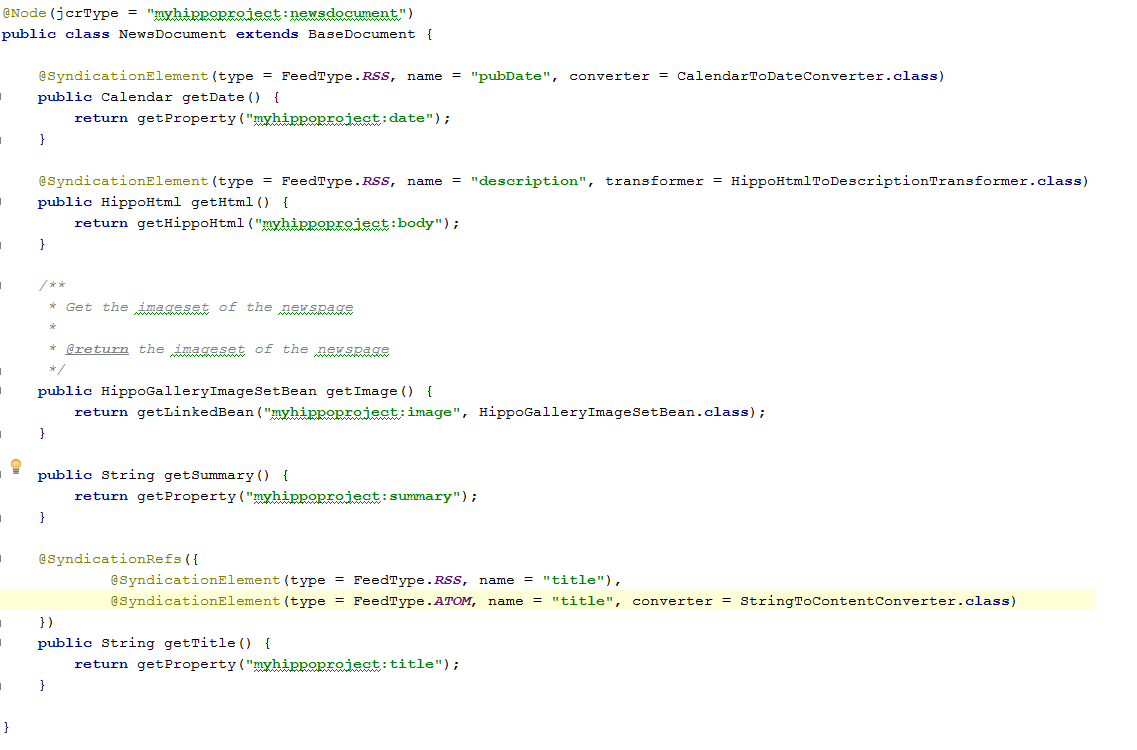 @Node(jcrType = "myhippoproject:newsdocument")
public class NewsDocument extends BaseDocument {
@SyndicationElement(type = FeedType.RSS, name = "pubDate", converter = CalendarToDateConverter.class)
public Calendar getDate() {
return getProperty("myhippoproject:date");
}
@SyndicationElement(type = FeedType.RSS, name = "description", transformer = HippoHtmlToDescriptionTransformer.class)
public HippoHtml getHtml() {
return getHippoHtml("myhippoproject:body");
}
/**
* Get the imageset of the newspage
*
* @return the imageset of the newspage
*/
public HippoGalleryImageSetBean getImage() {
return getLinkedBean("myhippoproject:image", HippoGalleryImageSetBean.class);
}
public String getSummary() {
return getProperty("myhippoproject:summary");
}
@SyndicationRefs({
@SyndicationElement(type = FeedType.RSS, name = "title"),
@SyndicationElement(type = FeedType.ATOM, name = "title", converter = StringToContentConverter.class)
})
public String getTitle() {
return getProperty("myhippoproject:title");
}
}